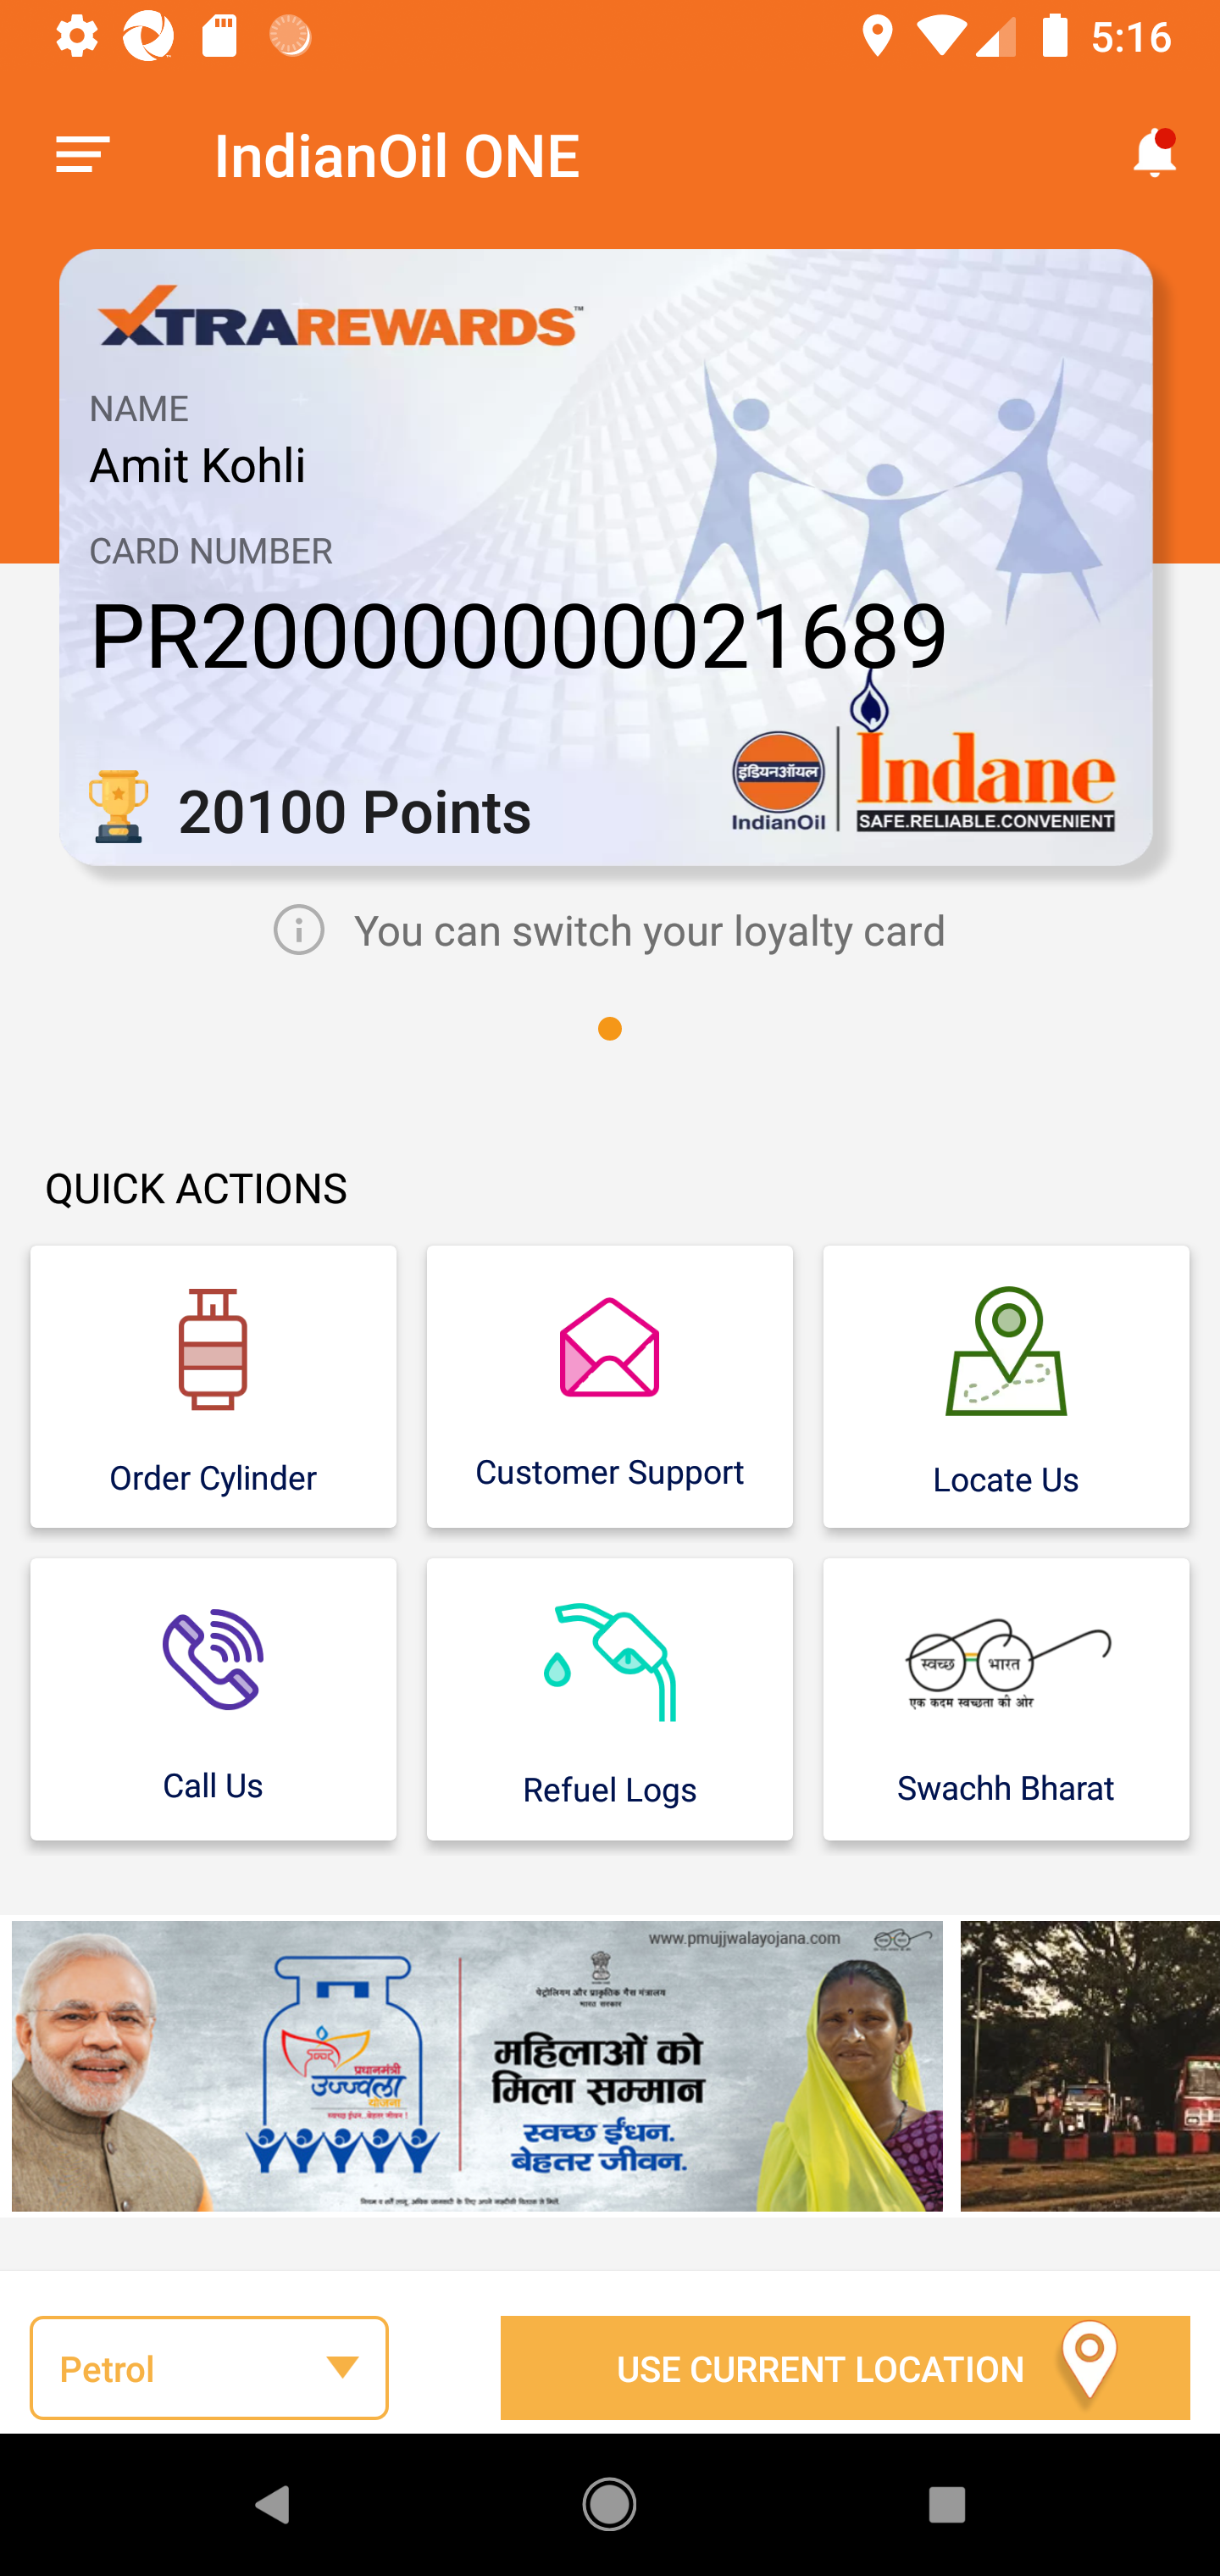 5:16
IndianOil ONE
XTRAREWARDS™
NAME
Amit Kohli
CARD NUMBER
PR200000000021689
20100 Points
इंडियनऑयल
IndianOil
Indane
SAFE.RELIABLE.CONVENIENT
You can switch your loyalty card
QUICK ACTIONS
Order Cylinder
Customer Support
Locate Us
Call Us
Refuel Logs
स्वच्छ भारत
एक कदम स्वच्छता की ओर
Swachh Bharat
www.pmujjwalayojana.com
पेट्रोलियम और प्राकृतिक गैस मंत्रालय
भारत सरकार
प्रधानमंत्री
उज्ज्वला
योजना
स्वच्छ ईंधन, बेहतर जीवन !
महिलाओं को
मिला सम्मान
स्वच्छ ईंधन.
बेहतर जीवन.
Petrol
USE CURRENT LOCATION